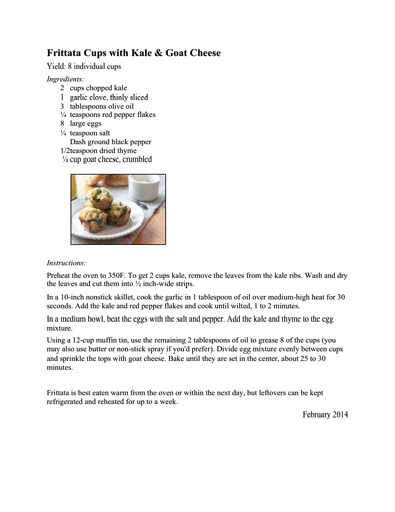 Frittata Cups with Kale & Goat Cheese
Yield: 8 individual cups
Ingredients:
2 cups chopped kale
1 garlic clove, thinly sliced
3 tablespoons olive oil
¼ teaspoons red pepper flakes
8 large eggs
¼ teaspoon salt
Dash ground black pepper
1/2teaspoon dried thyme
¼ cup goat cheese, crumbled
Instructions:
Preheat the oven to 350F. To get 2 cups kale, remove the leaves from the kale ribs. Wash and dry
the leaves and cut them into ½ inch-wide strips.
In a 10-inch nonstick skillet, cook the garlic in 1 tablespoon of oil over medium-high heat for 30
seconds. Add the kale and red pepper flakes and cook until wilted, 1 to 2 minutes.
In a medium bowl, beat the eggs with the salt and pepper. Add the kale and thyme to the egg
mixture.
Using a 12-cup muffin tin, use the remaining 2 tablespoons of oil to grease 8 of the cups (you
may also use butter or non-stick spray if you'd prefer). Divide egg mixture evenly between cups
and sprinkle the tops with goat cheese. Bake until they are set in the center, about 25 to 30
minutes.
Frittata is best eaten warm from the oven or within the next day, but leftovers can be kept
refrigerated and reheated for up to a week.
February 2014